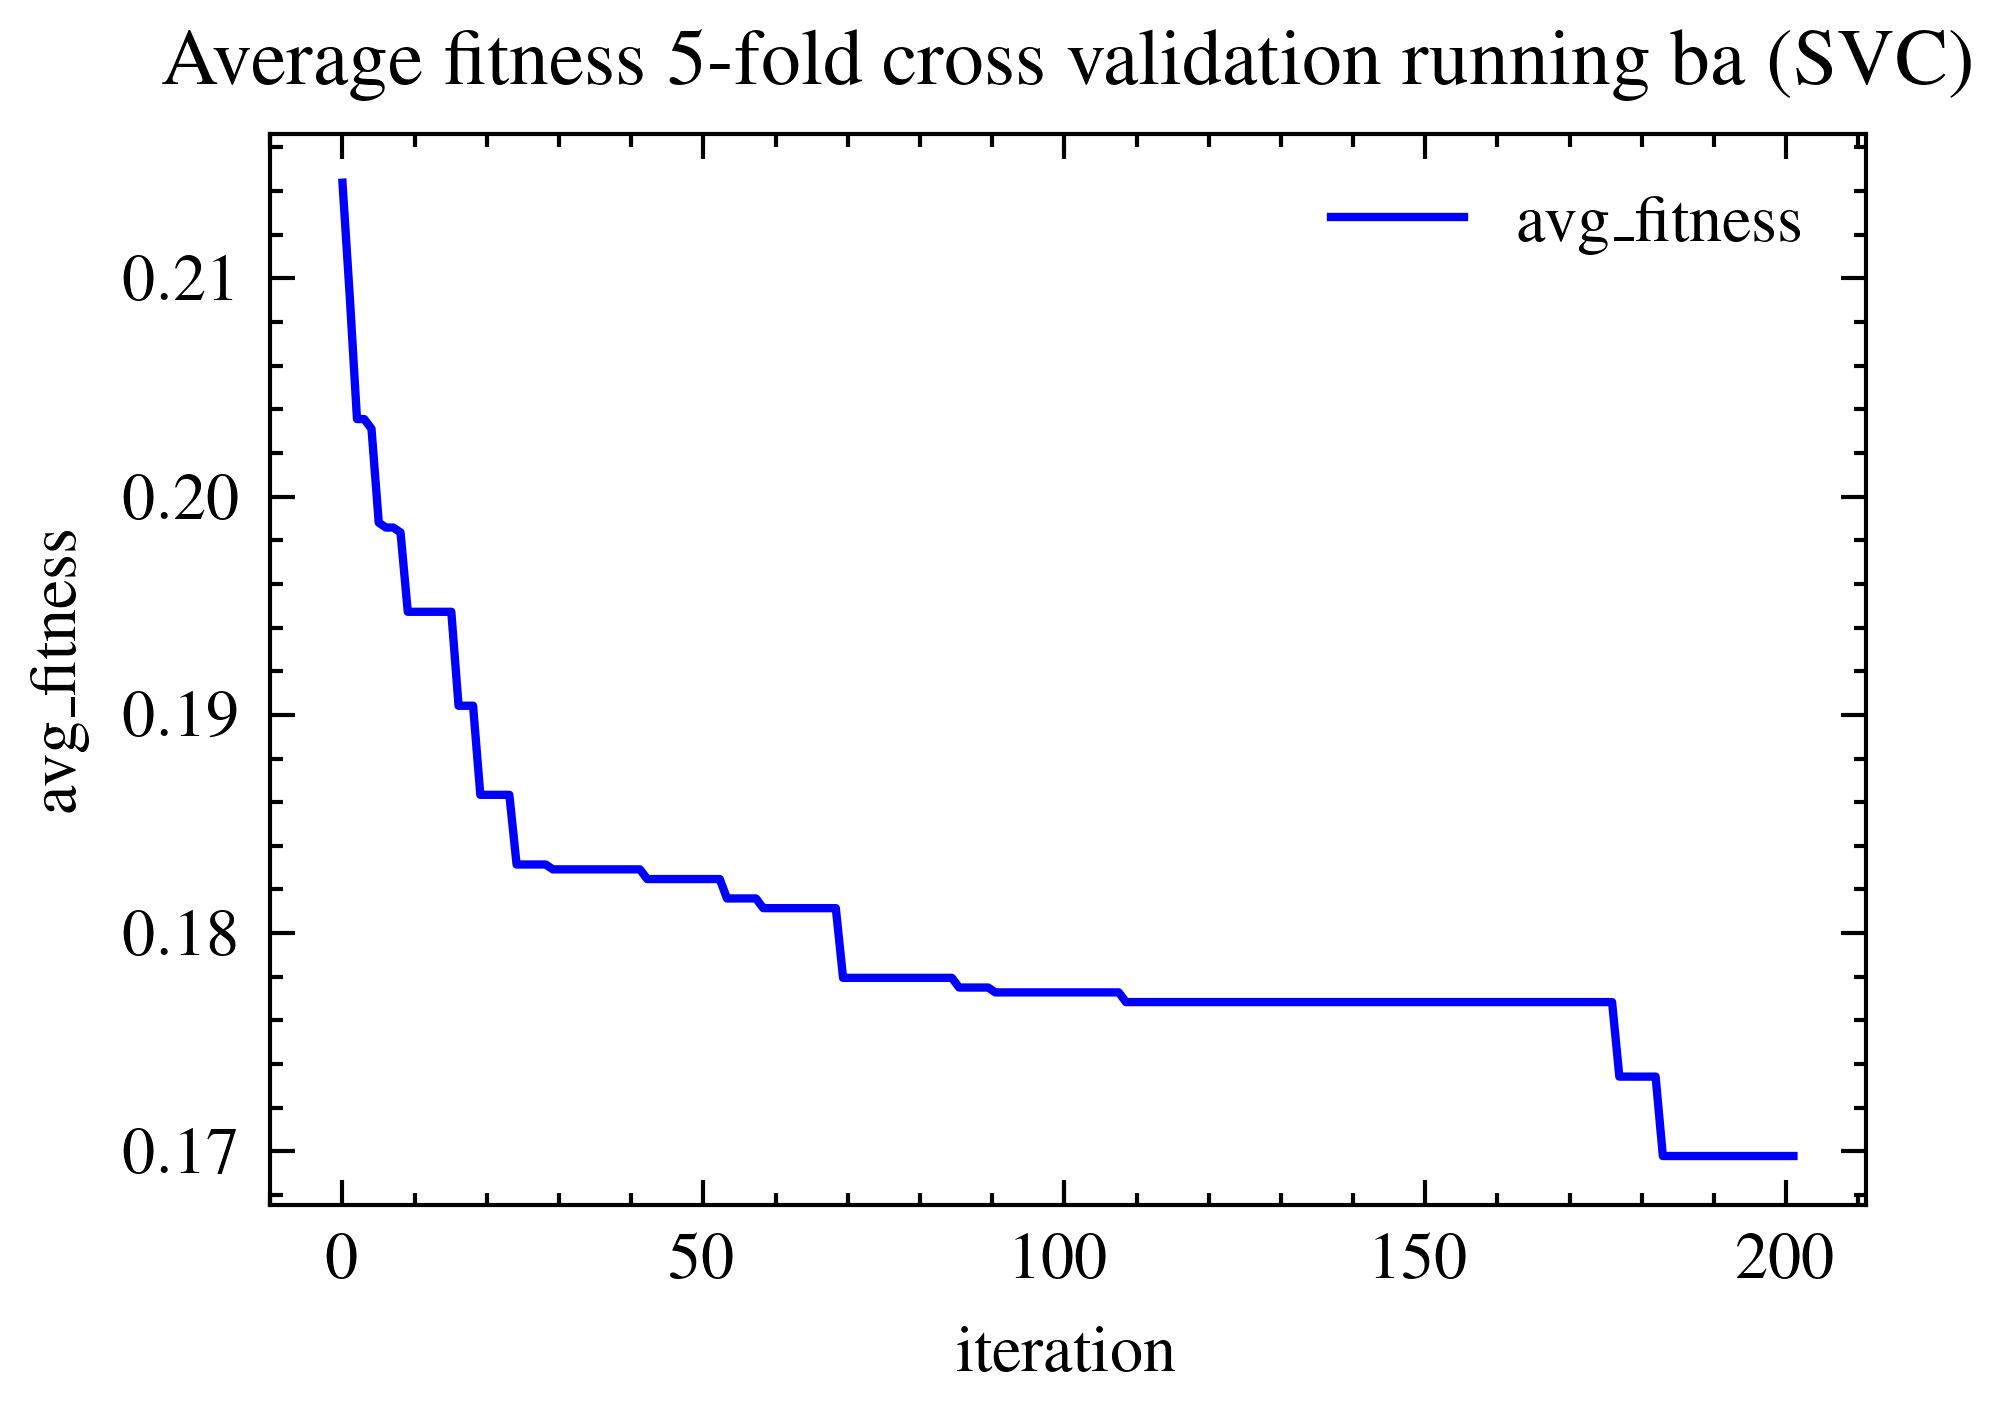 Average fitness 5-fold cross validation running ba (SVC)
avg_fitness
0.21
0.20
0.19
0.18
0.17
avg_fitness
0 50 100 150 200
iteration